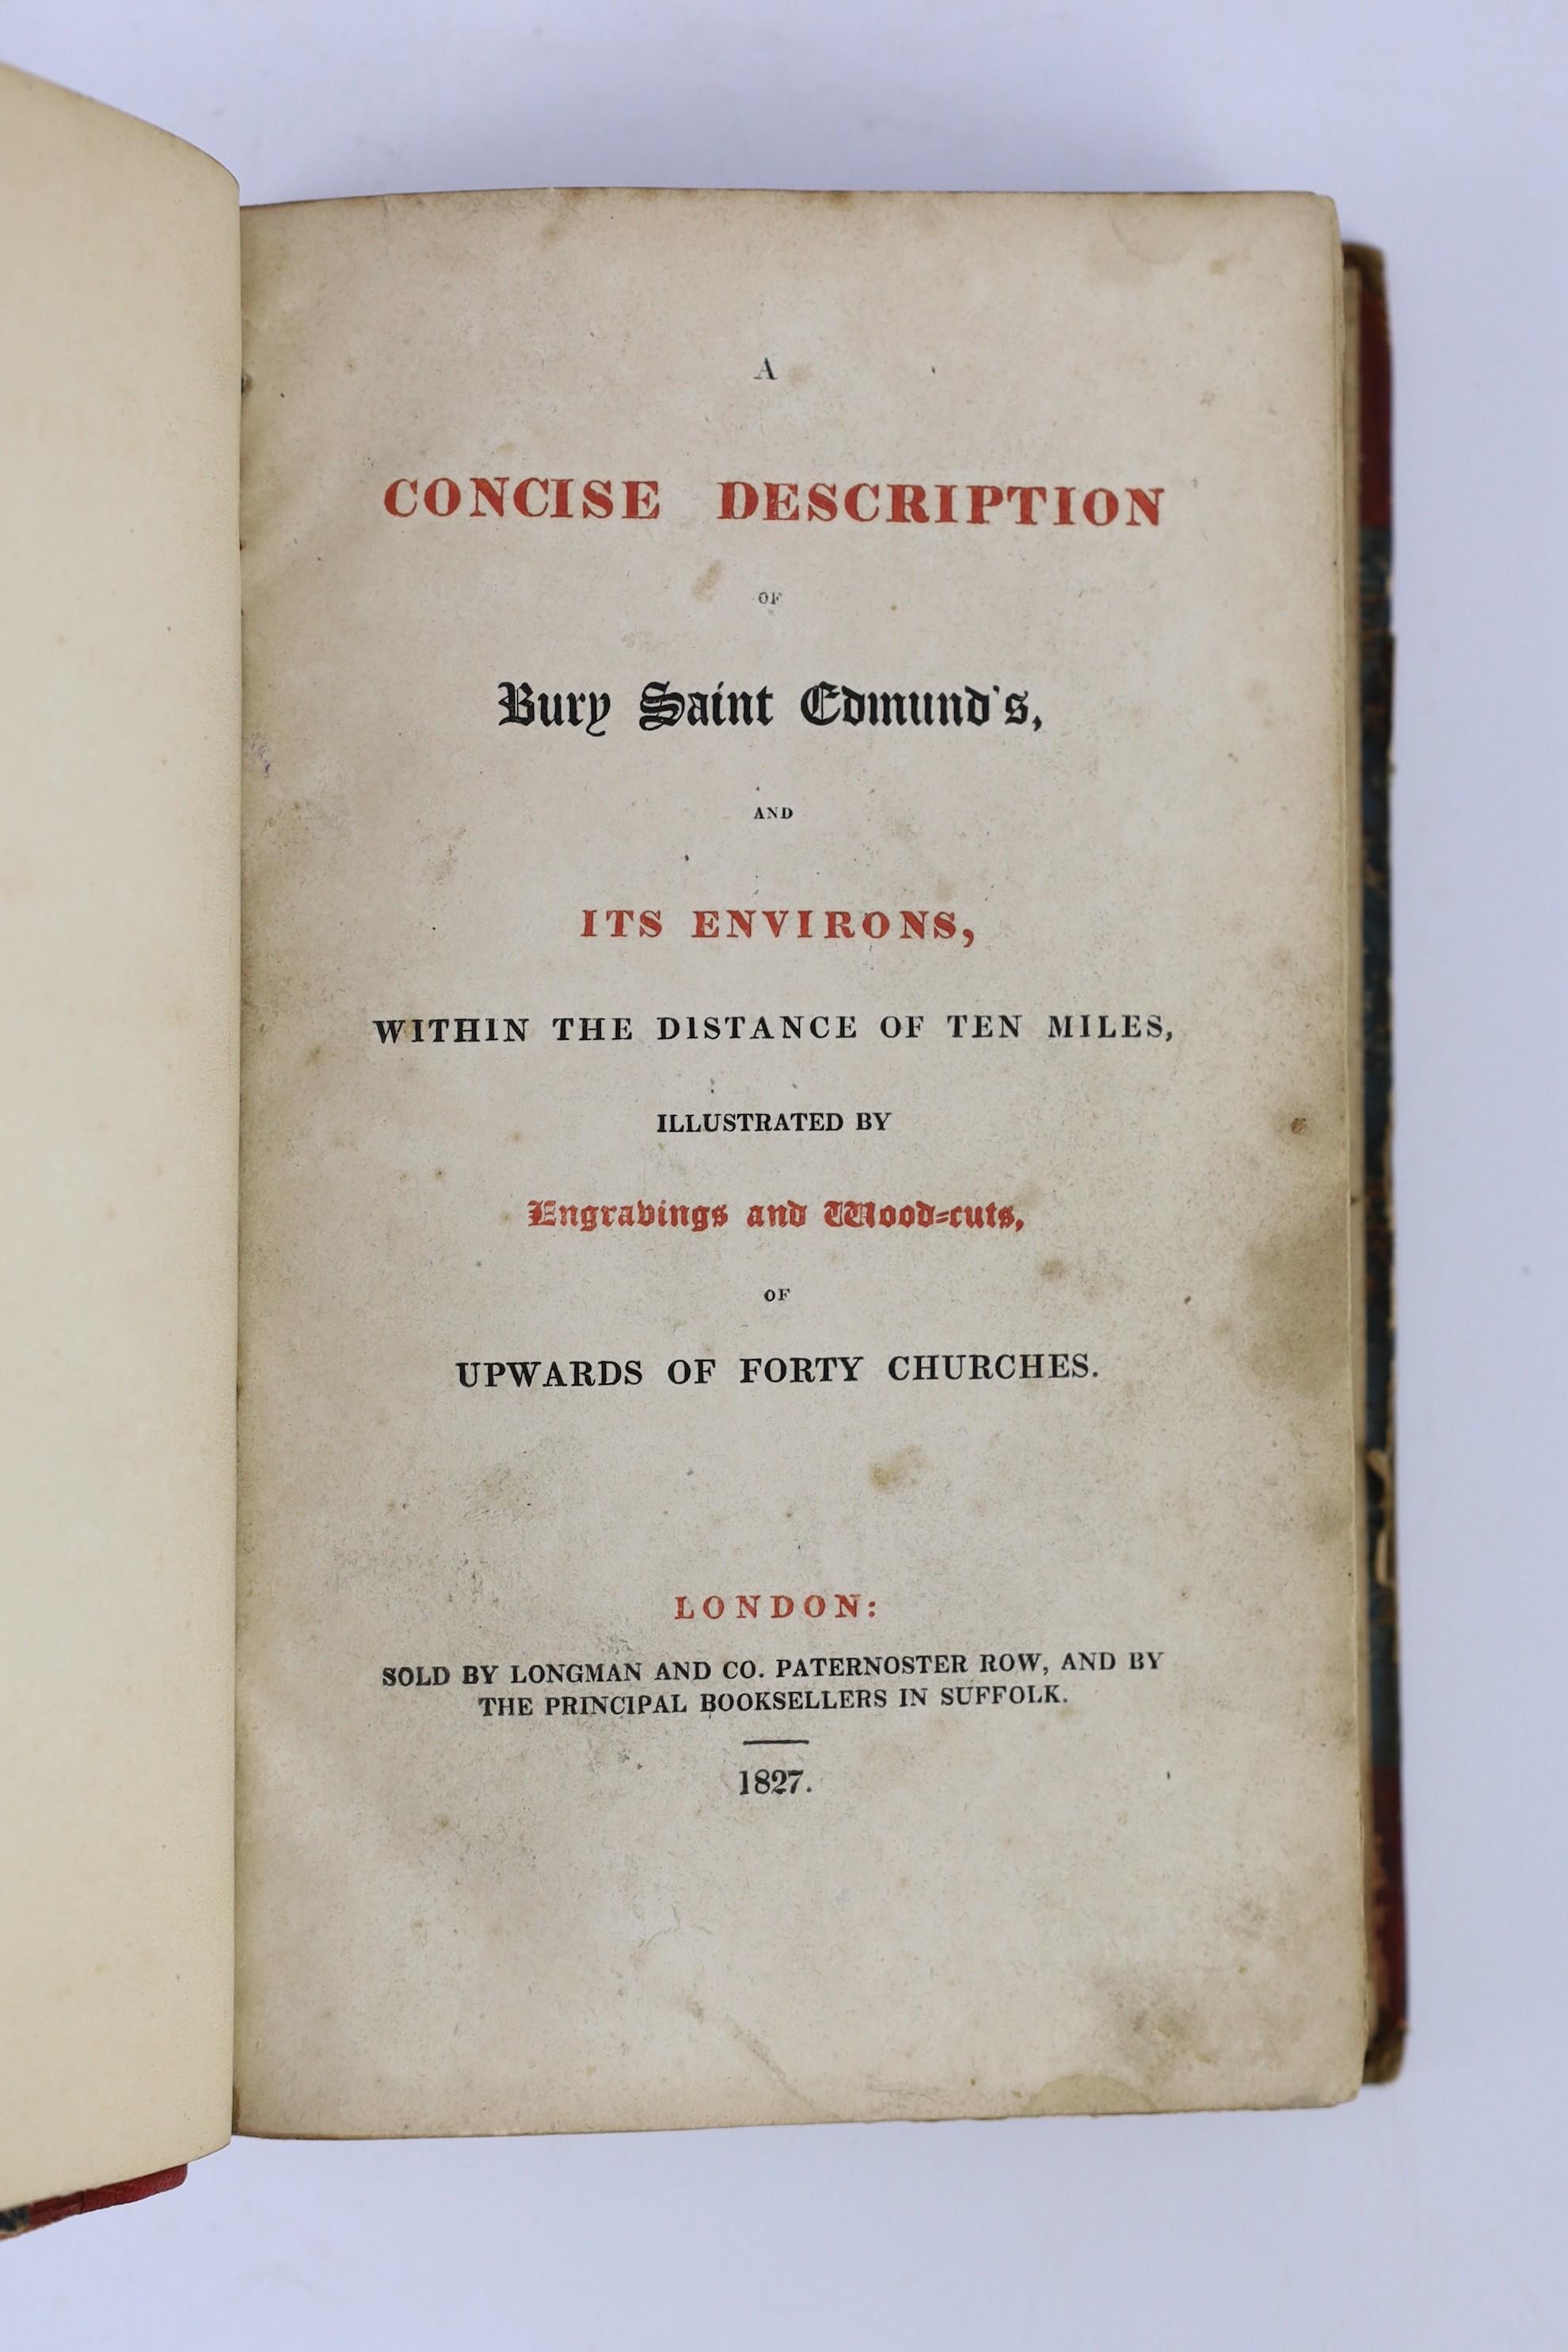 A
CONCISE DESCRIPTION
OF
Bury Saint Edmund's,
AND
ITS ENVIRONS,
WITHIN THE DISTANCE OF TEN MILES,
ILLUSTRATED BY
Engravings and Wood-cuts,
OF
UPWARDS OF FORTY CHURCHES.
LONDON:
SOLD BY LONGMAN AND CO. PATERNOSTER ROW, AND BY
THE PRINCIPAL BOOKSELLERS IN SUFFOLK.
1827.